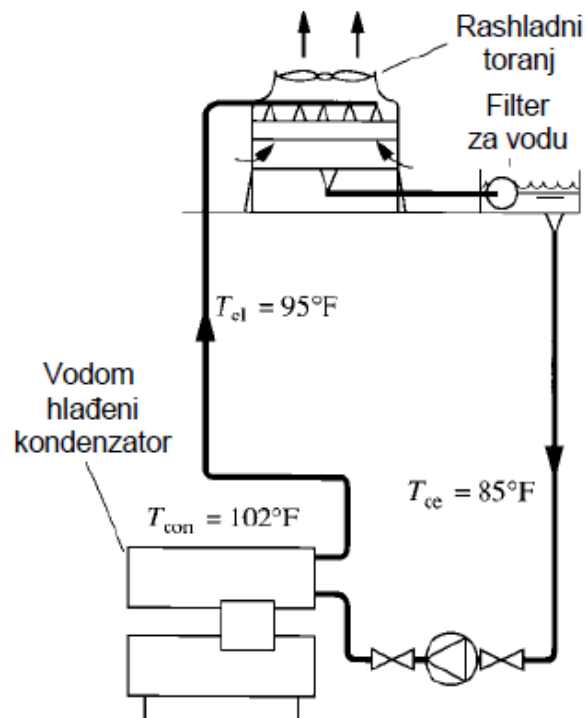 Rashladni
toranj
Filter
za vodu
T_el = 95°F
Vodom
hlađeni
kondenzator
T_con = 102°F
T_ce = 85°F